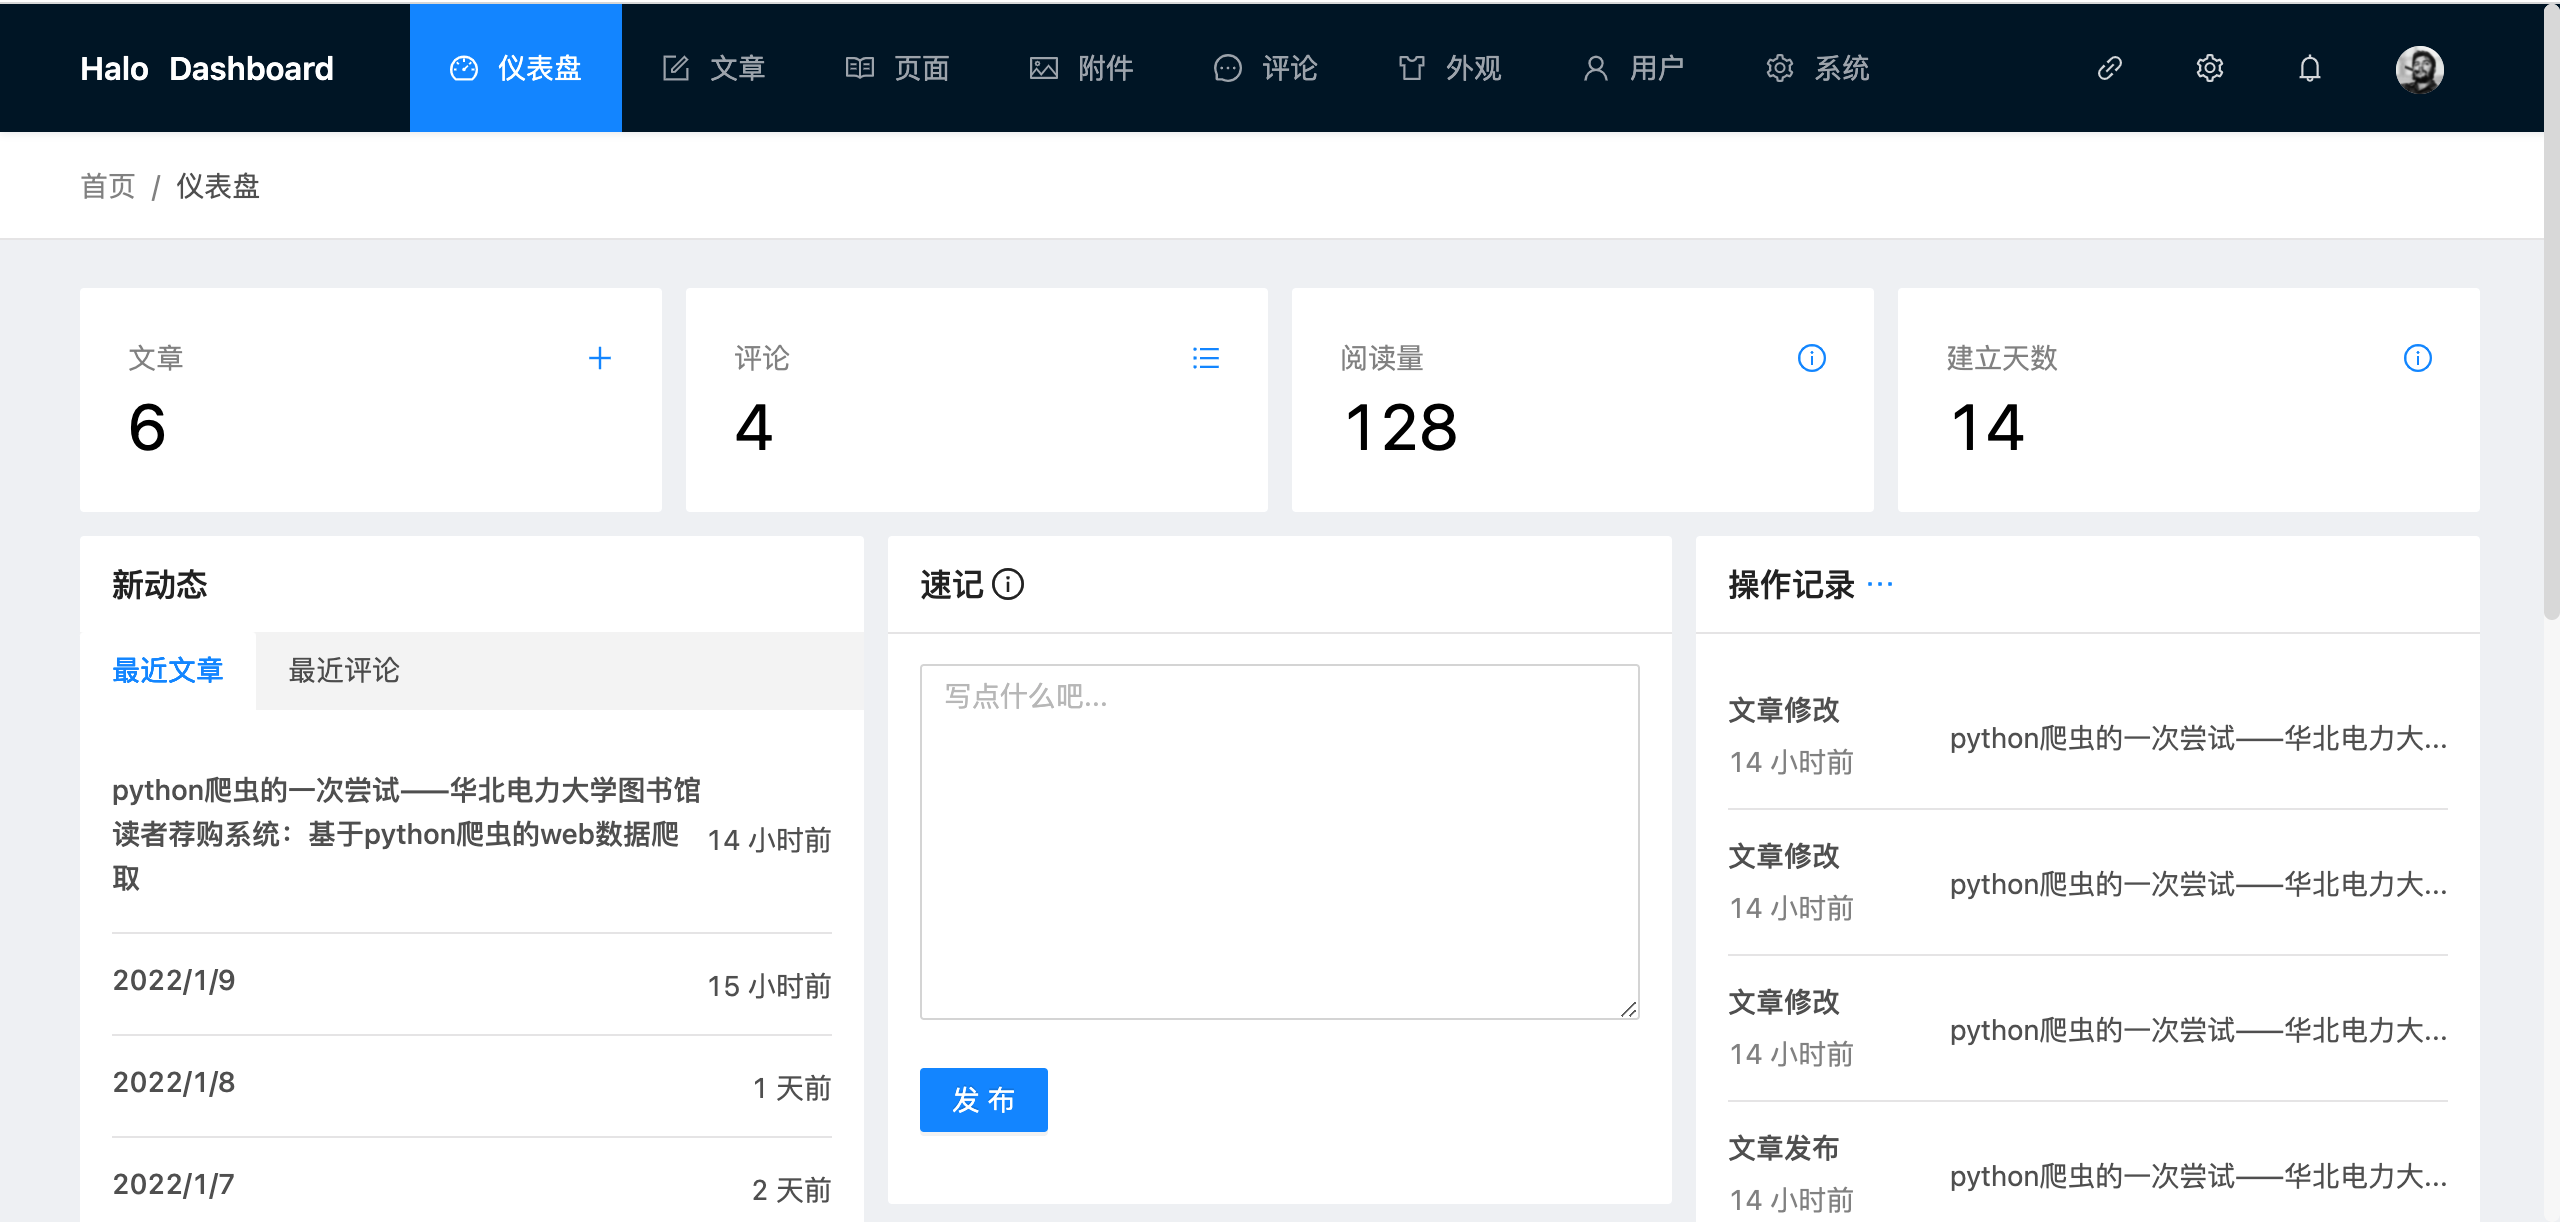 Halo Dashboard
仪表盘
文章
页面
附件
评论
外观
用户
系统
首页 / 仪表盘
文章
6
评论
4
阅读量
128
建立天数
14
新动态
最近文章
最近评论
python爬虫的一次尝试——华北电力大学图书馆
读者荐购系统：基于python爬虫的web数据爬
取
14 小时前
2022/1/9
15 小时前
2022/1/8
1 天前
2022/1/7
2 天前
速记
写点什么吧...
发 布
操作记录 ...
文章修改
14 小时前
python爬虫的一次尝试——华北电力大...
文章修改
14 小时前
python爬虫的一次尝试——华北电力大...
文章修改
14 小时前
python爬虫的一次尝试——华北电力大...
文章发布
14 小时前
python爬虫的一次尝试——华北电力大...